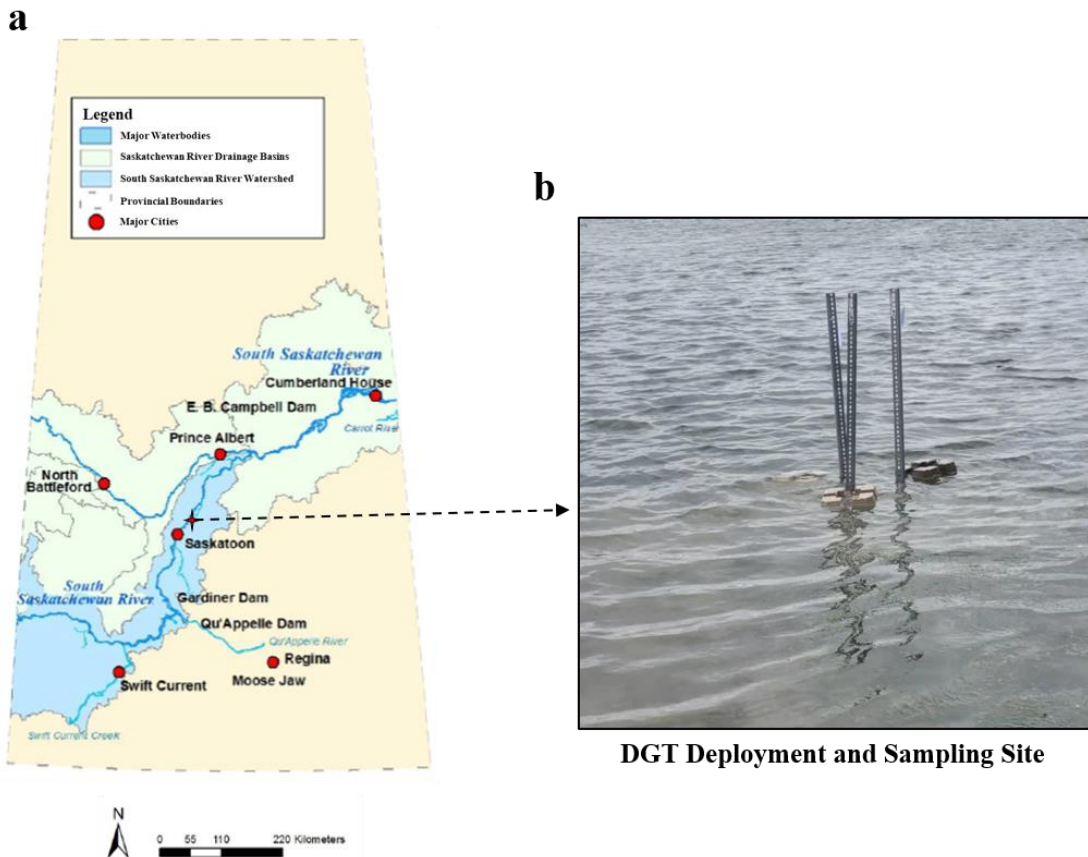 a
Legend
Major Waterbodies
Saskatchewan River Drainage Basins
South Saskatchewan River Watershed
Provincial Boundaries
Major Cities
South Saskatchewan
River
Cumberland House
E. B. Campbell Dam
Carrot River
Prince Albert
North
Battleford
Saskatoon
South
Saskatchewan River
Gardiner Dam
Qu'Appelle Dam
Qu'Appelle River
Regina
Moose Jaw
Swift Current
Swift Current Creek
N
0 55 110 220 Kilometers
b
DGT Deployment and Sampling Site